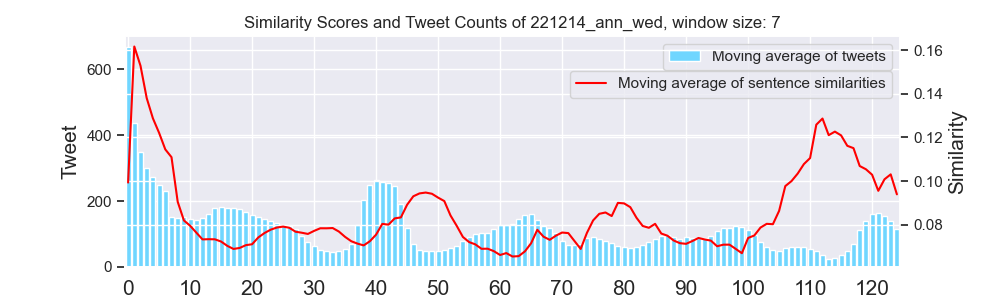 Similarity Scores and Tweet Counts of 221214_ann_wed, window size: 7
Moving average of tweets
Moving average of sentence similarities
Tweet
600
400
200
0
Similarity
0.16
0.14
0.12
0.10
0.08
0 10 20 30 40 50 60 70 80 90 100 110 120